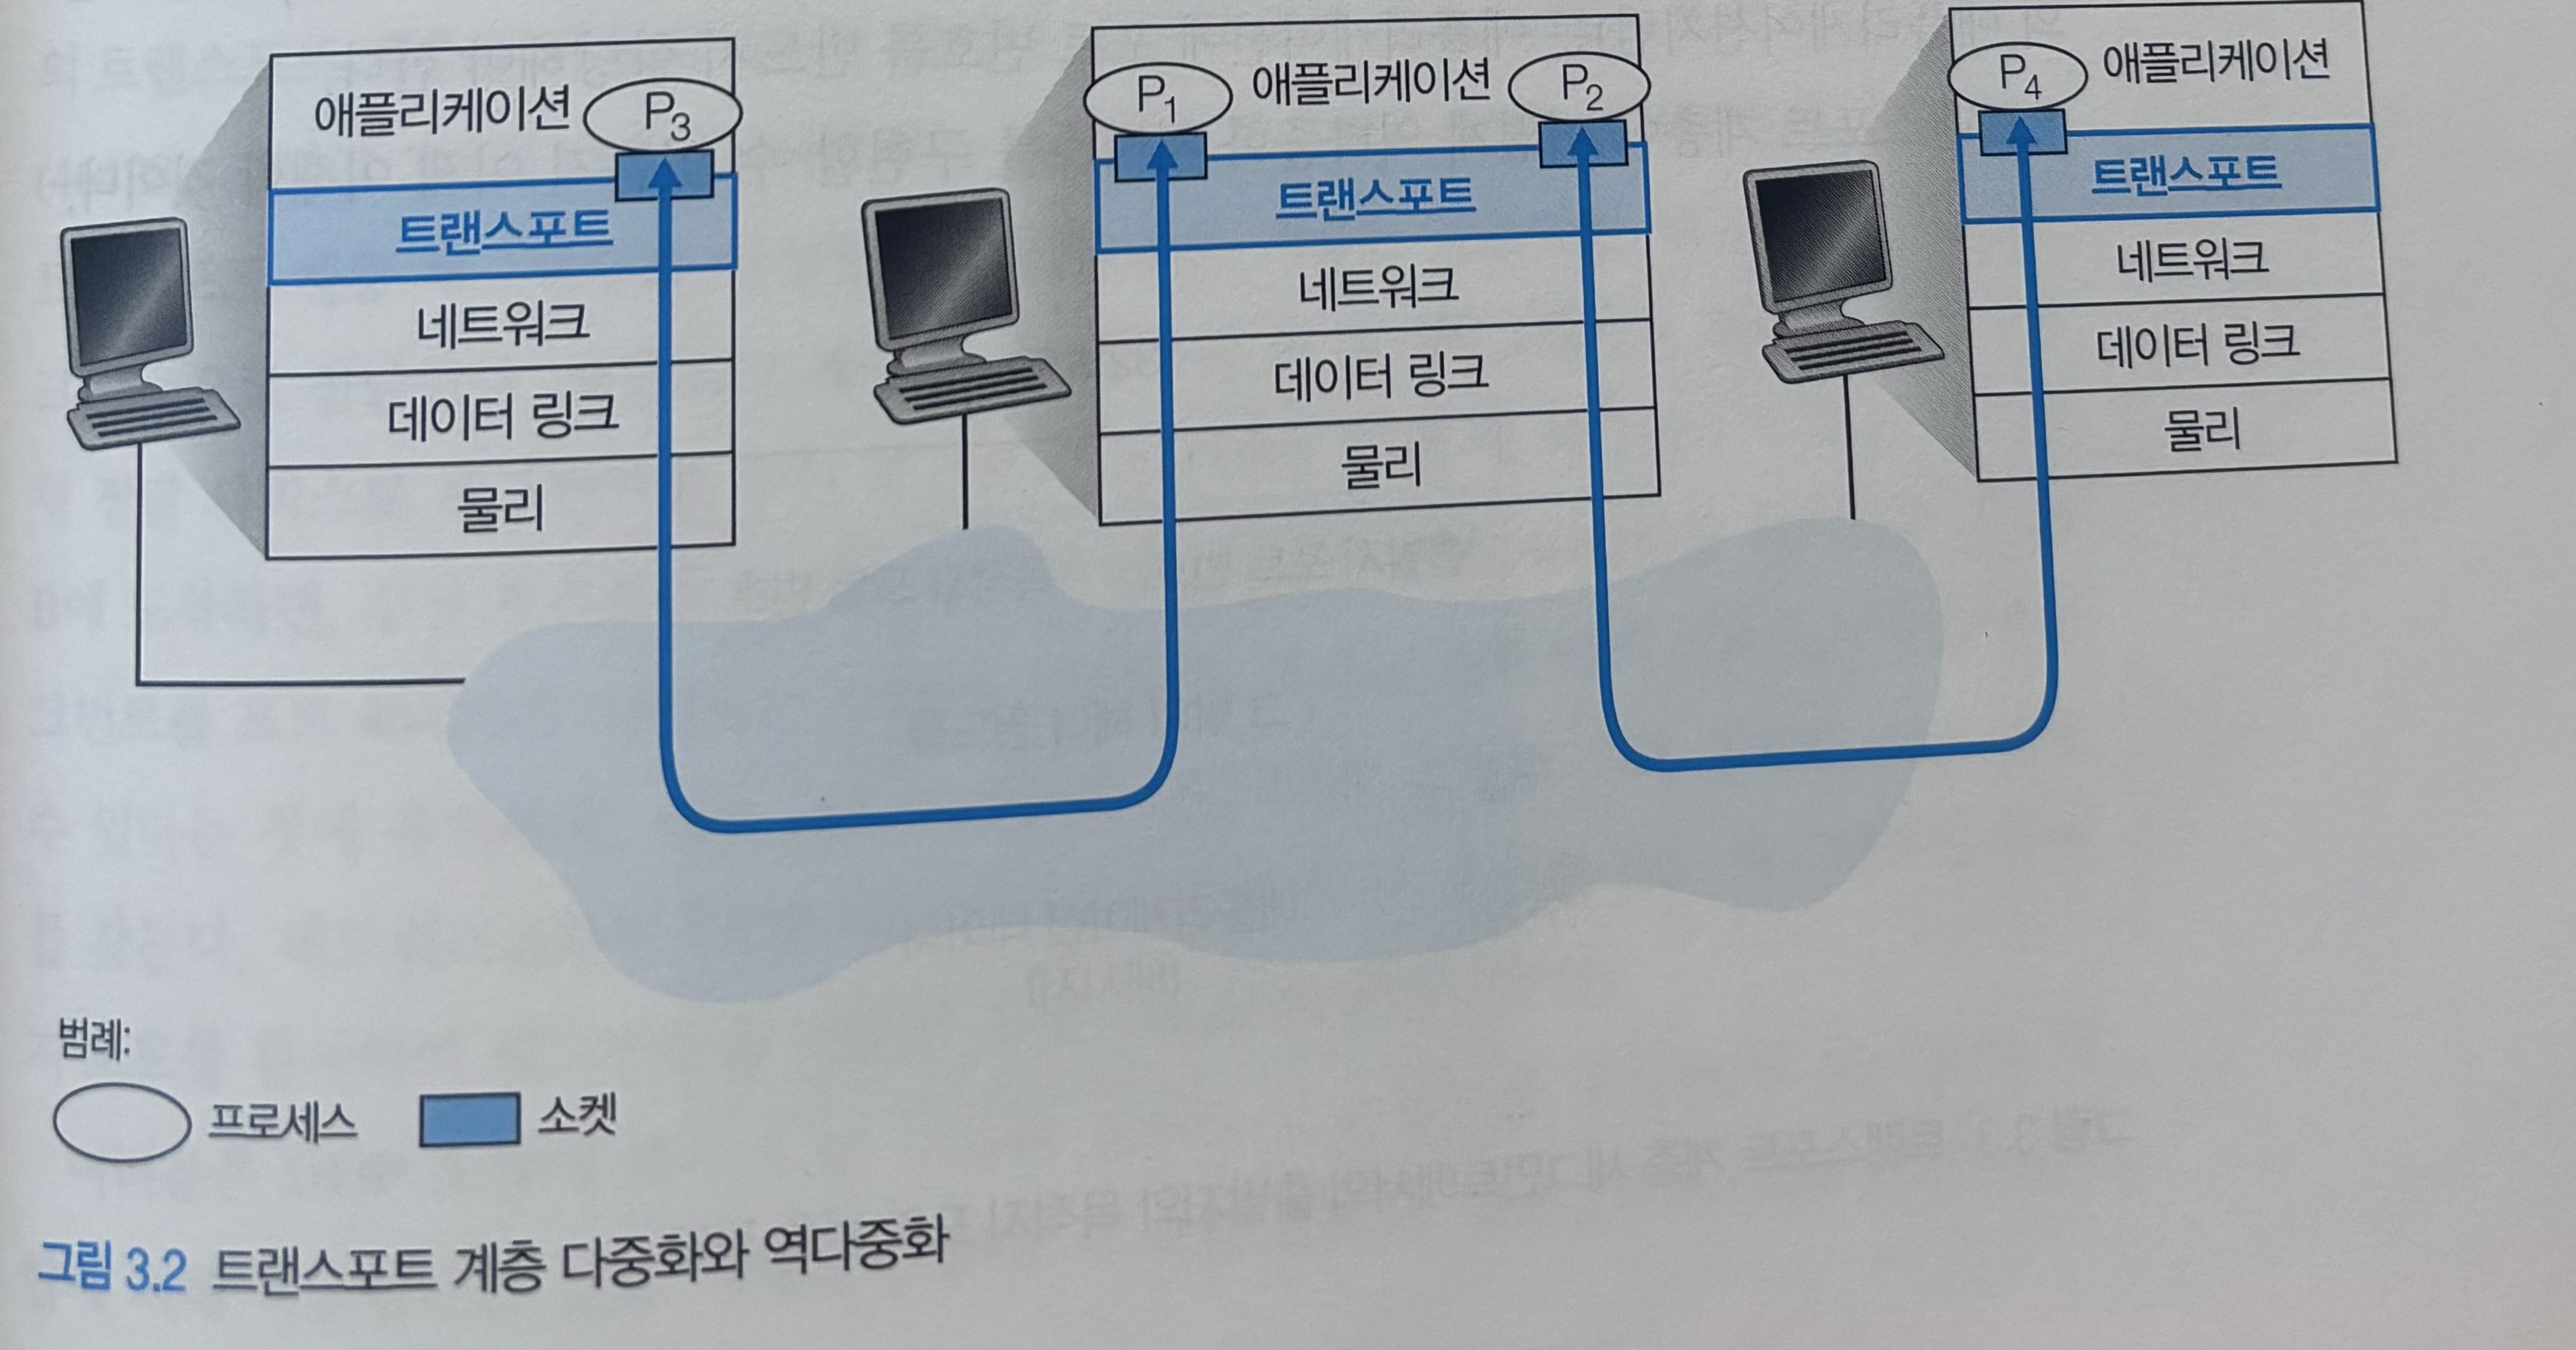 애플리케이션 P3
트랜스포트
네트워크
데이터 링크
물리
P1 애플리케이션 P2
트랜스포트
네트워크
데이터 링크
물리
P4 애플리케이션
트랜스포트
네트워크
데이터 링크
물리
범례:
프로세스 소켓
그림 3.2 트랜스포트 계층 다중화와 역다중화